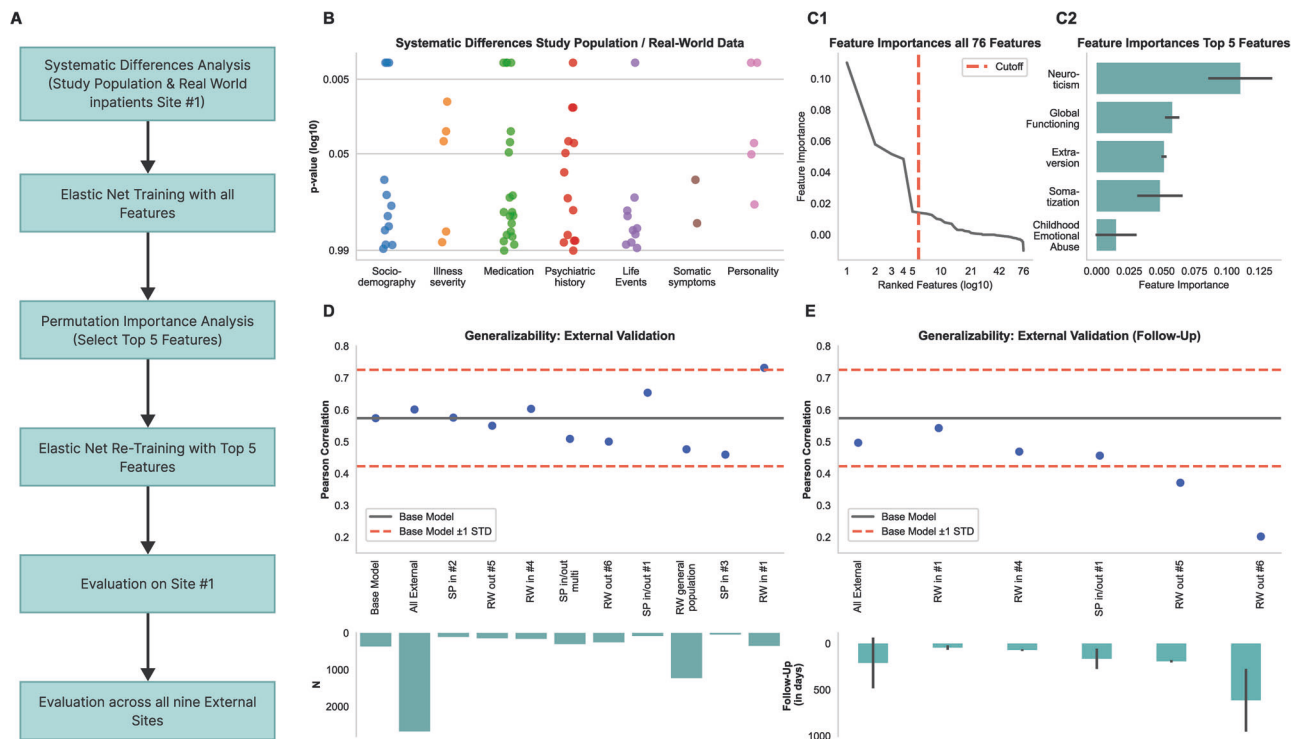 A
Systematic Differences Analysis
(Study Population & Real World
inpatients Site #1)
Elastic Net Training with all
Features
Permutation Importance Analysis
(Select Top 5 Features)
Elastic Net Re-Training with Top 5
Features
Evaluation on Site #1
Evaluation across all nine External
Sites
B
Systematic Differences Study Population / Real-World Data
p-value (log10)
0.005
0.05
0.99
Socio-
demography
Illness
severity
Medication
Psychiatric
history
Life
Events
Somatic
symptoms
Personality
C1
Feature Importances all 76 Features
Cutoff
Feature Importance
0.10
0.08
0.06
0.04
0.02
0.00
1
2
3
4
5
10
21
42
76
Ranked Features (log10)
C2
Feature Importances Top 5 Features
Neuro-
ticism
Global
Functioning
Extra-
version
Soma-
tization
Childhood
Emotional
Abuse
0.000
0.025
0.050
0.075
0.100
0.125
Feature Importance
D
Generalizability: External Validation
Pearson Correlation
0.8
0.7
0.6
0.5
0.4
0.3
0.2
Base Model
Base Model ±1 STD
Base Model
All External
SP in #2
RW out #5
RW in #4
SP in/out
multi
RW out #6
SP in/out #1
RW general
population
SP in #3
RW in #1
N
0
1000
2000
E
Generalizability: External Validation (Follow-Up)
Pearson Correlation
0.8
0.7
0.6
0.5
0.4
0.3
0.2
Base Model
Base Model ±1 STD
All External
RW in #1
RW in #4
SP in/out #1
RW out #5
RW out #6
Follow-Up
(in days)
0
500
1000